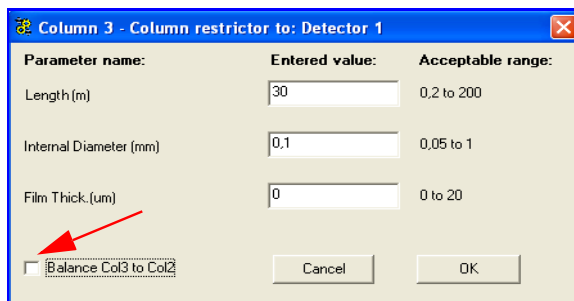 Column 3 - Column restrictor to: Detector 1
Parameter name: Entered value: Acceptable range:
Length (m) 30 0,2 to 200
Internal Diameter (mm) 0,1 0,05 to 1
Film Thick.(um) 0 0 to 20
Balance Col3 to Col2 Cancel OK